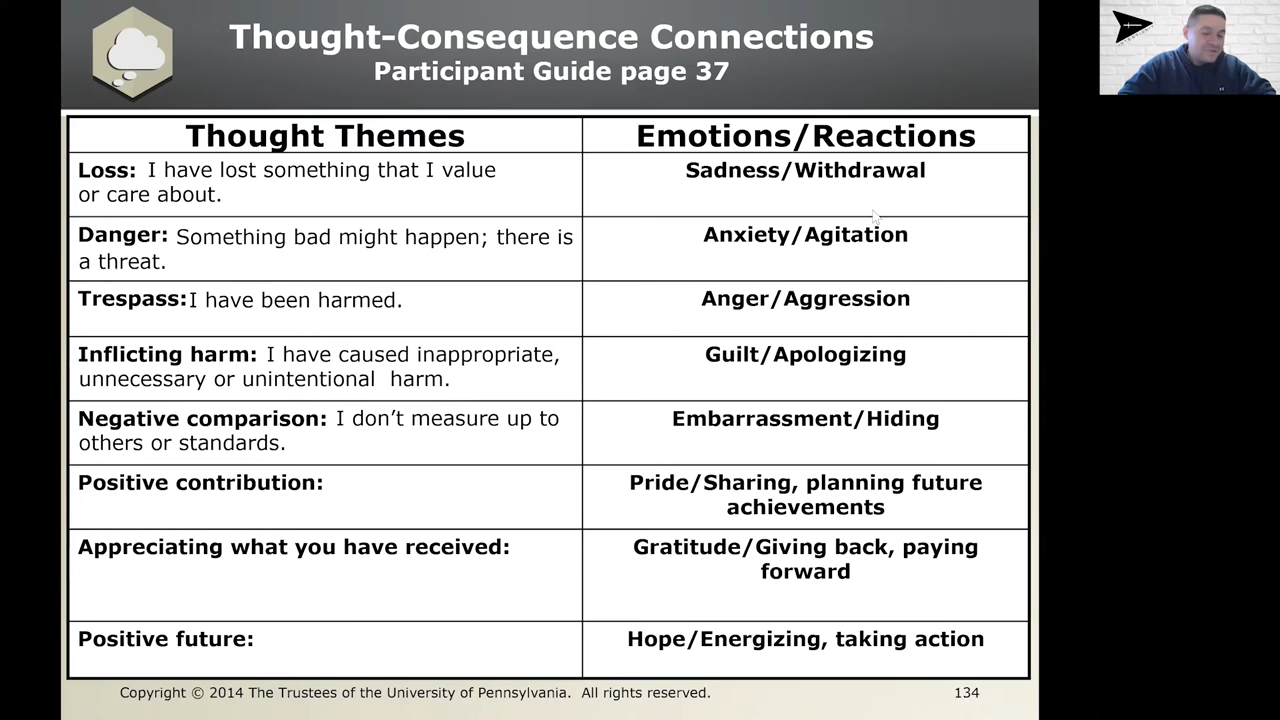 Thought-Consequence Connections
Participant Guide page 37
Thought Themes
Emotions/Reactions
Loss: I have lost something that I value
or care about.
Sadness/Withdrawal
Danger: Something bad might happen; there is
a threat.
Anxiety/Agitation
Trespass: I have been harmed.
Anger/Aggression
Inflicting harm: I have caused inappropriate,
unnecessary or unintentional harm.
Guilt/Apologizing
Negative comparison: I don’t measure up to
others or standards.
Embarrassment/Hiding
Positive contribution:
Pride/Sharing, planning future
achievements
Appreciating what you have received:
Gratitude/Giving back, paying
forward
Positive future:
Hope/Energizing, taking action
Copyright © 2014 The Trustees of the University of Pennsylvania. All rights reserved.
134